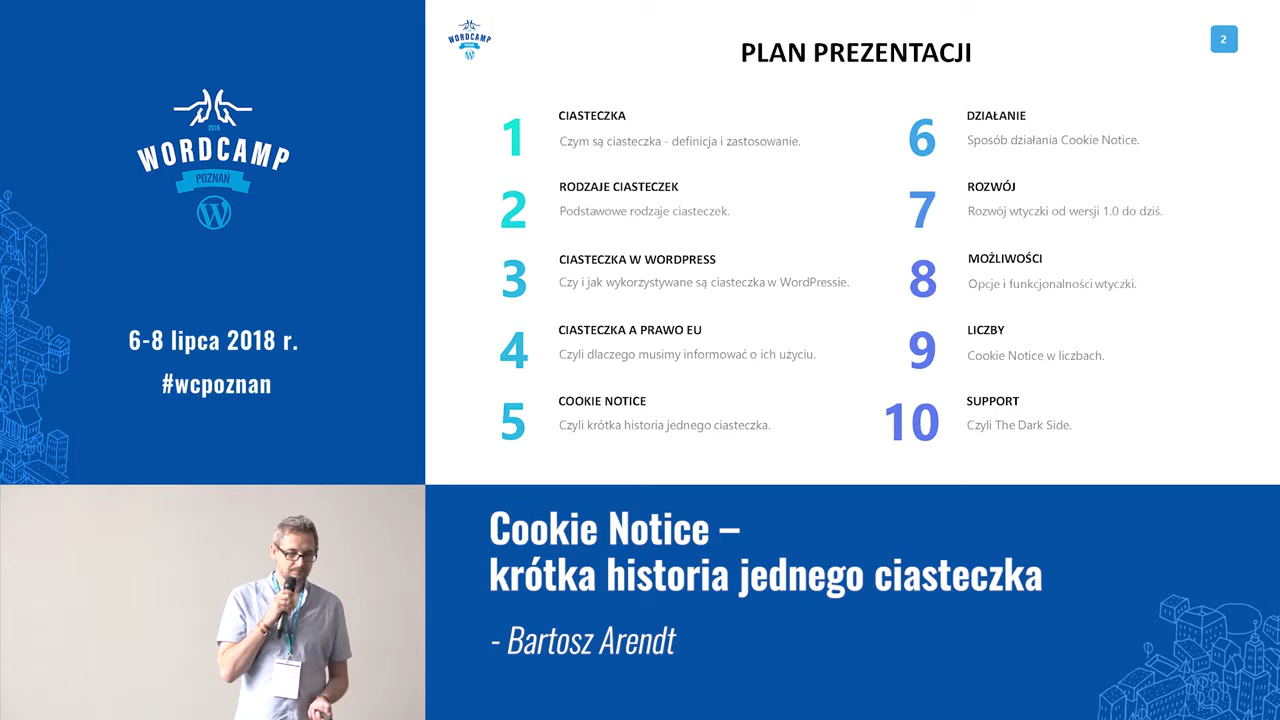 2018
WORDCAMP
POZNAŃ
6-8 lipca 2018 r.
#wcpoznan
WORDCAMP
PLAN PREZENTACJI
2
1
CIASTECZKA
Czym są ciasteczka - definicja i zastosowanie.
2
RODZAJE CIASTECZEK
Podstawowe rodzaje ciasteczek.
3
CIASTECZKA W WORDPRESS
Czy i jak wykorzystywane są ciasteczka w WordPressie.
4
CIASTECZKA A PRAWO EU
Czyli dlaczego musimy informować o ich użyciu.
5
COOKIE NOTICE
Czyli krótka historia jednego ciasteczka.
6
DZIAŁANIE
Sposób działania Cookie Notice.
7
ROZWÓJ
Rozwój wtyczki od wersji 1.0 do dziś.
8
MOŻLIWOŚCI
Opcje i funkcjonalności wtyczki.
9
LICZBY
Cookie Notice w liczbach.
10
SUPPORT
Czyli The Dark Side.
Cookie Notice –
krótka historia jednego ciasteczka
- Bartosz Arendt